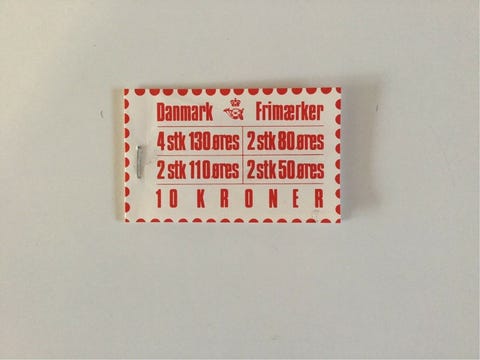 Danmark Frimærker
4 stk 130 øres 2 stk 80 øres
2 stk 110 øres 2 stk 50 øres
10 KRONER